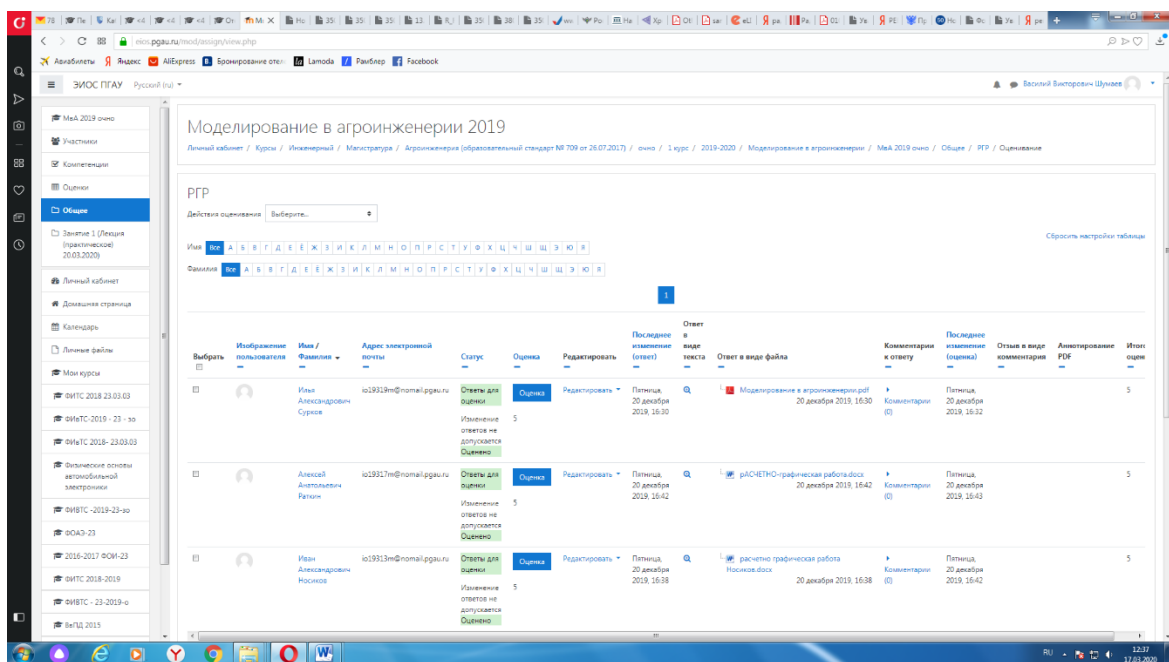 eios.pgau.ru/mod/assign/view.php
Авиабилеты Яндекс AliExpress Бронирование отел Lamoda Рамблер Facebook
ЭИОС ПГАУ Русский (ru)
Василий Викторович Шумаев
МвА 2019 очно
Участники
Компетенции
Оценки
Общее
Занятие 1 (Лекция
(практическое)
20.03.2020)
Личный кабинет
Домашняя страница
Календарь
Личные файлы
Мои курсы
ФИТС 2018 23.03.03
ФИвТС-2019 - 23 - зо
ФИвТС 2018- 23.03.03
Физические основы
автомобильной
электроники
ФИВТС -2019-23-зо
ФОАЭ-23
2016-2017 ФОИ-23
ФИТС 2018-2019
ФИВТС - 23-2019-о
ВеПД 2015
Моделирование в агроинженерии 2019
Личный кабинет / Курсы / Инженерный / Магистратура / Агроинженерия (образовательный стандарт № 709 от 26.07.2017) / очно / 1 курс / 2019-2020 / Моделирование в агроинженерии / МвА 2019 очно / Общее / РГР / Оценивание
РГР
Действия оценивания Выберите...
Сбросить настройки таблицы
Имя Все А Б В Г Д Е Ё Ж З И К Л М Н О П Р С Т У Ф Х Ц Ч Ш Щ Э Ю Я
Фамилия Все А Б В Г Д Е Ё Ж З И К Л М Н О П Р С Т У Ф Х Ц Ч Ш Щ Э Ю Я
1
Выбрать
Изображение
пользователя
Имя /
Фамилия
Адрес электронной
почты
Статус
Оценка
Редактировать
Последнее
изменение
(ответ)
Ответ
в
виде
текста
Ответ в виде файла
Комментарии
к ответу
Последнее
изменение
(оценка)
Отзыв в виде
комментария
Аннотирование
PDF
Итого
оцен
Илья
Александрович
Сурков
io19319m@nomail.pgau.ru
Ответы для
оценки
Изменение
ответов не
допускается
Оценено
Оценка
5
Редактировать
Пятница,
20 декабря
2019, 16:30
Моделирование в агроинженерии.pdf
20 декабря 2019, 16:30
Комментарии
(0)
Пятница,
20 декабря
2019, 16:32
5
Алексей
Анатольевич
Раткин
io19317m@nomail.pgau.ru
Ответы для
оценки
Изменение
ответов не
допускается
Оценено
Оценка
5
Редактировать
Пятница,
20 декабря
2019, 16:42
рАСЧЕТНО-графическая работа.docx
20 декабря 2019, 16:42
Комментарии
(0)
Пятница,
20 декабря
2019, 16:43
5
Иван
Александрович
Носиков
io19313m@nomail.pgau.ru
Ответы для
оценки
Изменение
ответов не
допускается
Оценено
Оценка
5
Редактировать
Пятница,
20 декабря
2019, 16:38
расчетно графическая работа
Носиков.docx
20 декабря 2019, 16:38
Комментарии
(0)
Пятница,
20 декабря
2019, 16:42
5
RU
12:37
17.03.2020